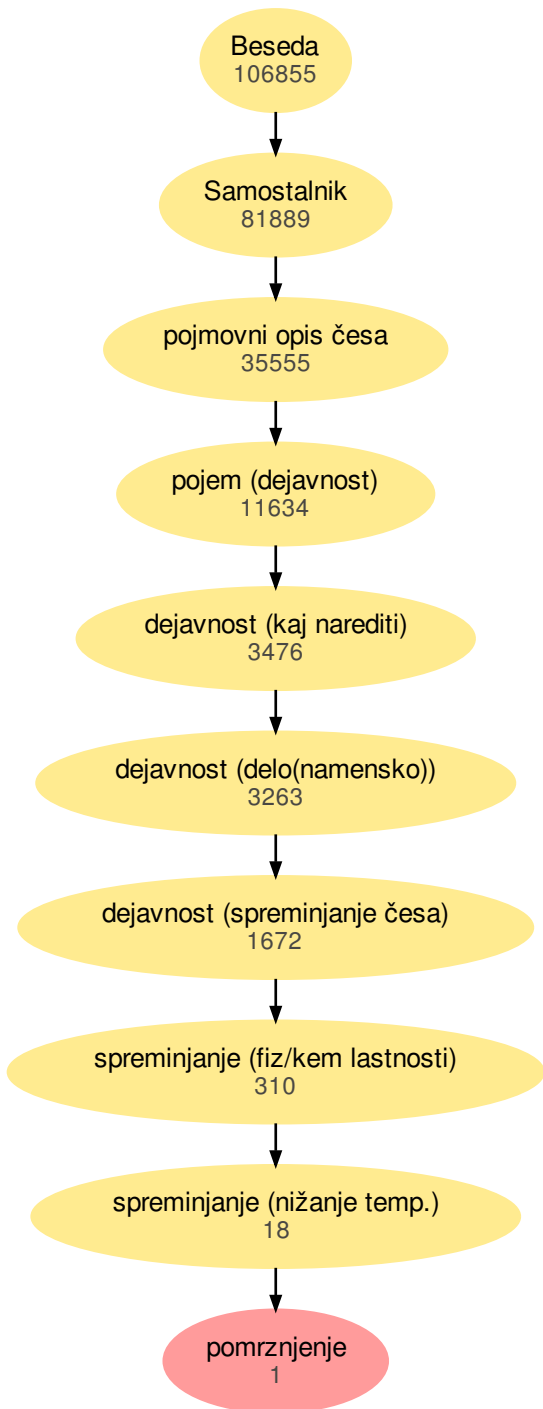 Beseda
106855
Samostalnik
81889
pojmovni opis česa
35555
pojem (dejavnost)
11634
dejavnost (kaj narediti)
3476
dejavnost (delo(namensko))
3263
dejavnost (spreminjanje česa)
1672
spreminjanje (fiz/kem lastnosti)
310
spreminjanje (nižanje temp.)
18
pomrznjenje
1